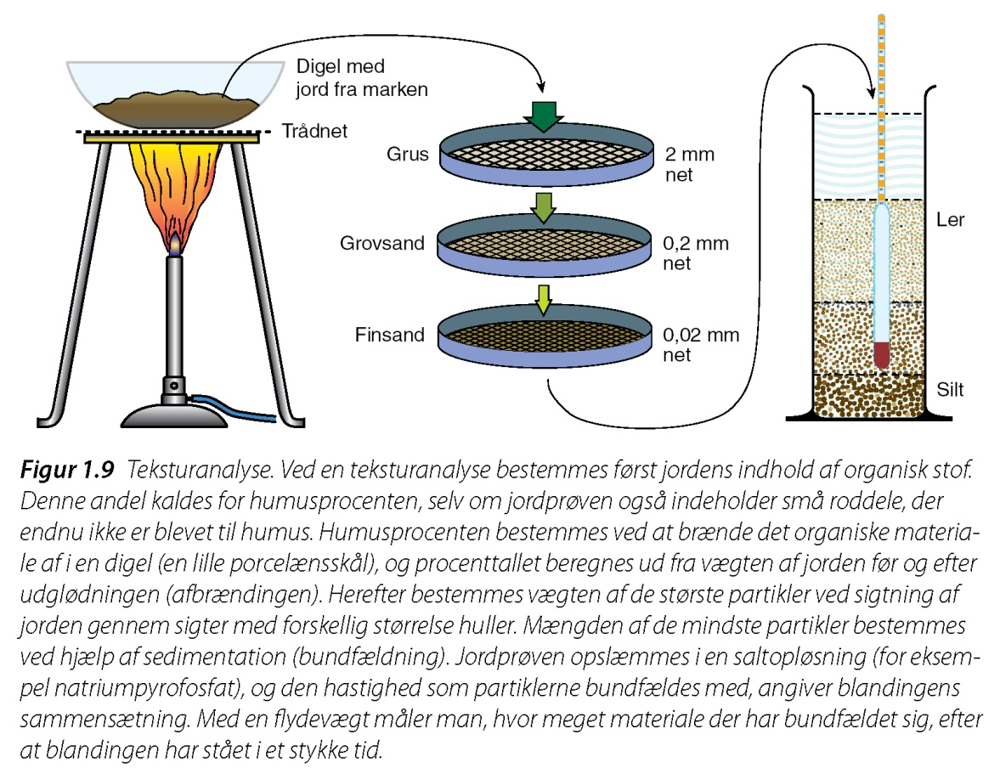 Digel med
jord fra marken
Trådnet
Grus
2 mm
net
Grovsand
0,2 mm
net
Finsand
0,02 mm
net
Ler
Silt
Figur 1.9 Teksturanalyse. Ved en teksturanalyse bestemmes først jordens indhold af organisk stof.
Denne andel kaldes for humusprocenten, selv om jordprøven også indeholder små roddele, der
endnu ikke er blevet til humus. Humusprocenten bestemmes ved at brænde det organiske materia-
le af i en digel (en lille porcelænsskål), og procenttallet beregnes ud fra vægten af jorden før og efter
udglødningen (afbrændingen). Herefter bestemmes vægten af de største partikler ved sigtning af
jorden gennem sigter med forskellig størrelse huller. Mængden af de mindste partikler bestemmes
ved hjælp af sedimentation (bundfældning). Jordprøven opslæmmes i en saltopløsning (for eksem-
pel natriumpyrofosfat), og den hastighed som partiklerne bundfældes med, angiver blandingens
sammensætning. Med en flydevægt måler man, hvor meget materiale der har bundfældet sig, efter
at blandingen har stået i et stykke tid.